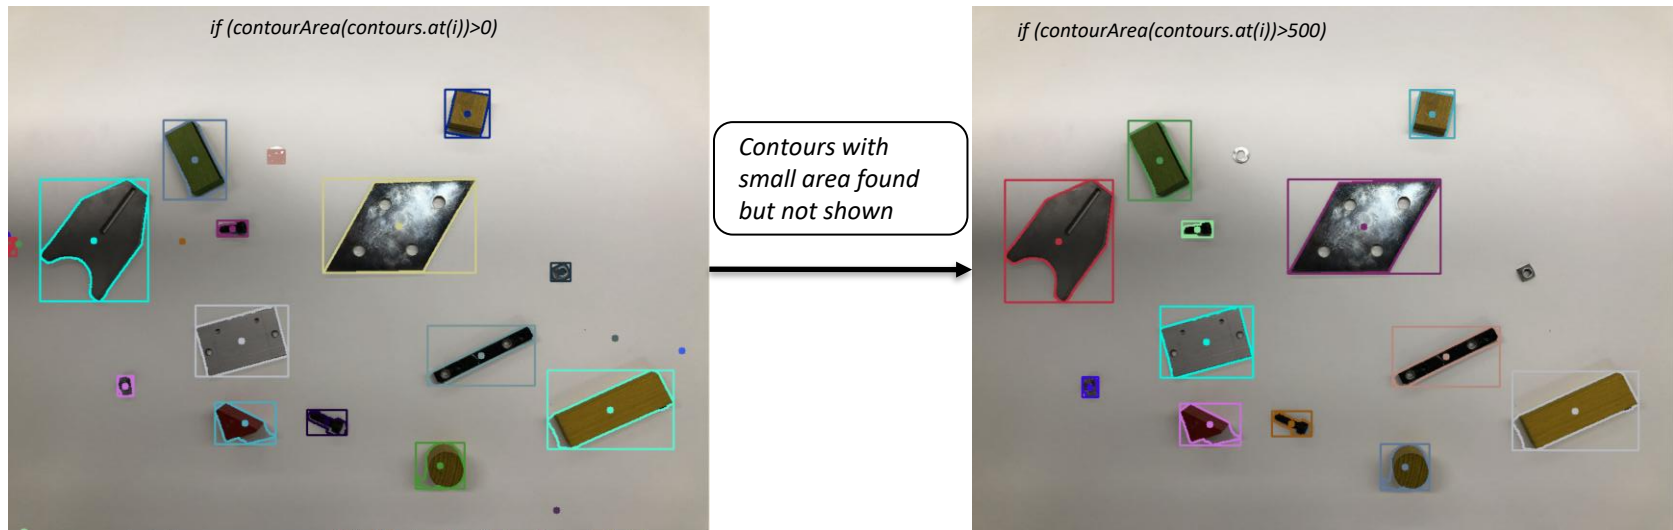 if (contourArea(contours.at(i))>0)
if (contourArea(contours.at(i))>500)
Contours with
small area found
but not shown